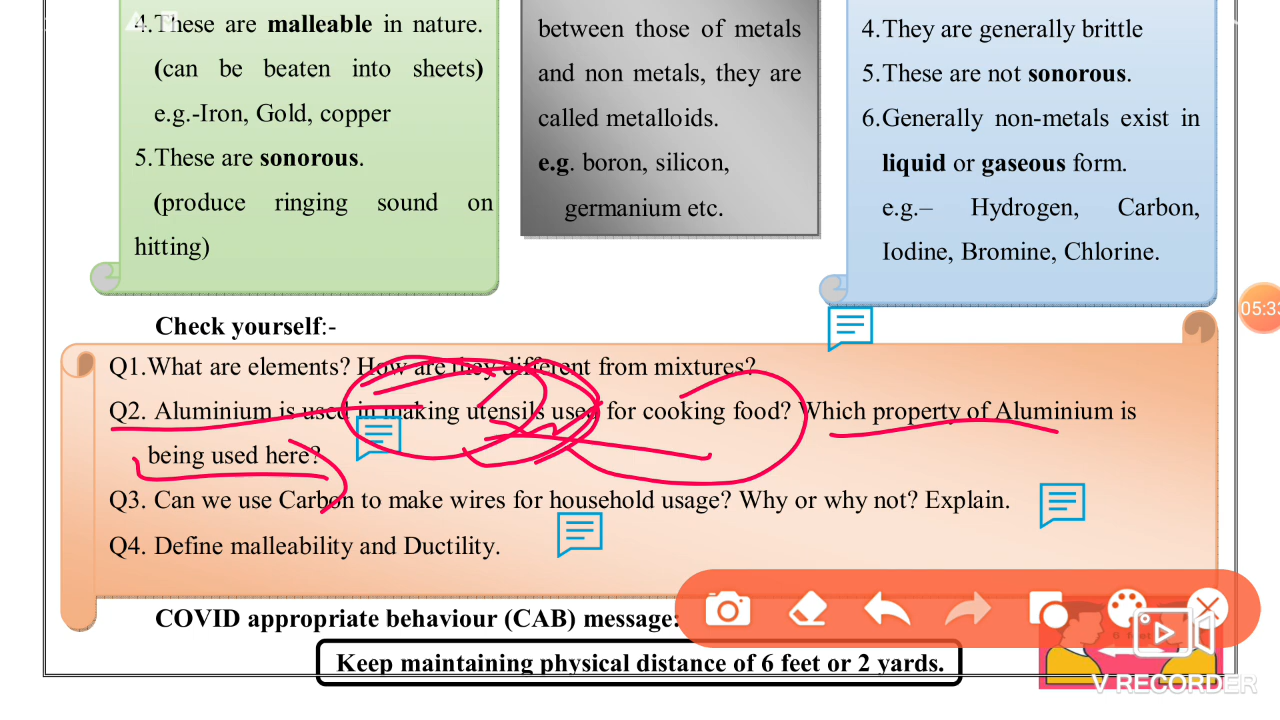 4.These are malleable in nature.
(can be beaten into sheets)
e.g.-Iron, Gold, copper
5.These are sonorous.
(produce ringing sound on
hitting)
between those of metals
and non metals, they are
called metalloids.
e.g. boron, silicon,
germanium etc.
4.They are generally brittle
5.These are not sonorous.
6.Generally non-metals exist in
liquid or gaseous form.
e.g.– Hydrogen, Carbon,
Iodine, Bromine, Chlorine.
05:33
Check yourself:-
Q1.What are elements? How are they different from mixtures?
Q2. Aluminium is used in making utensils used for cooking food? Which property of Aluminium is
being used here?
Q3. Can we use Carbon to make wires for household usage? Why or why not? Explain.
Q4. Define malleability and Ductility.
COVID appropriate behaviour (CAB) message:
Keep maintaining physical distance of 6 feet or 2 yards.
V RECORDER